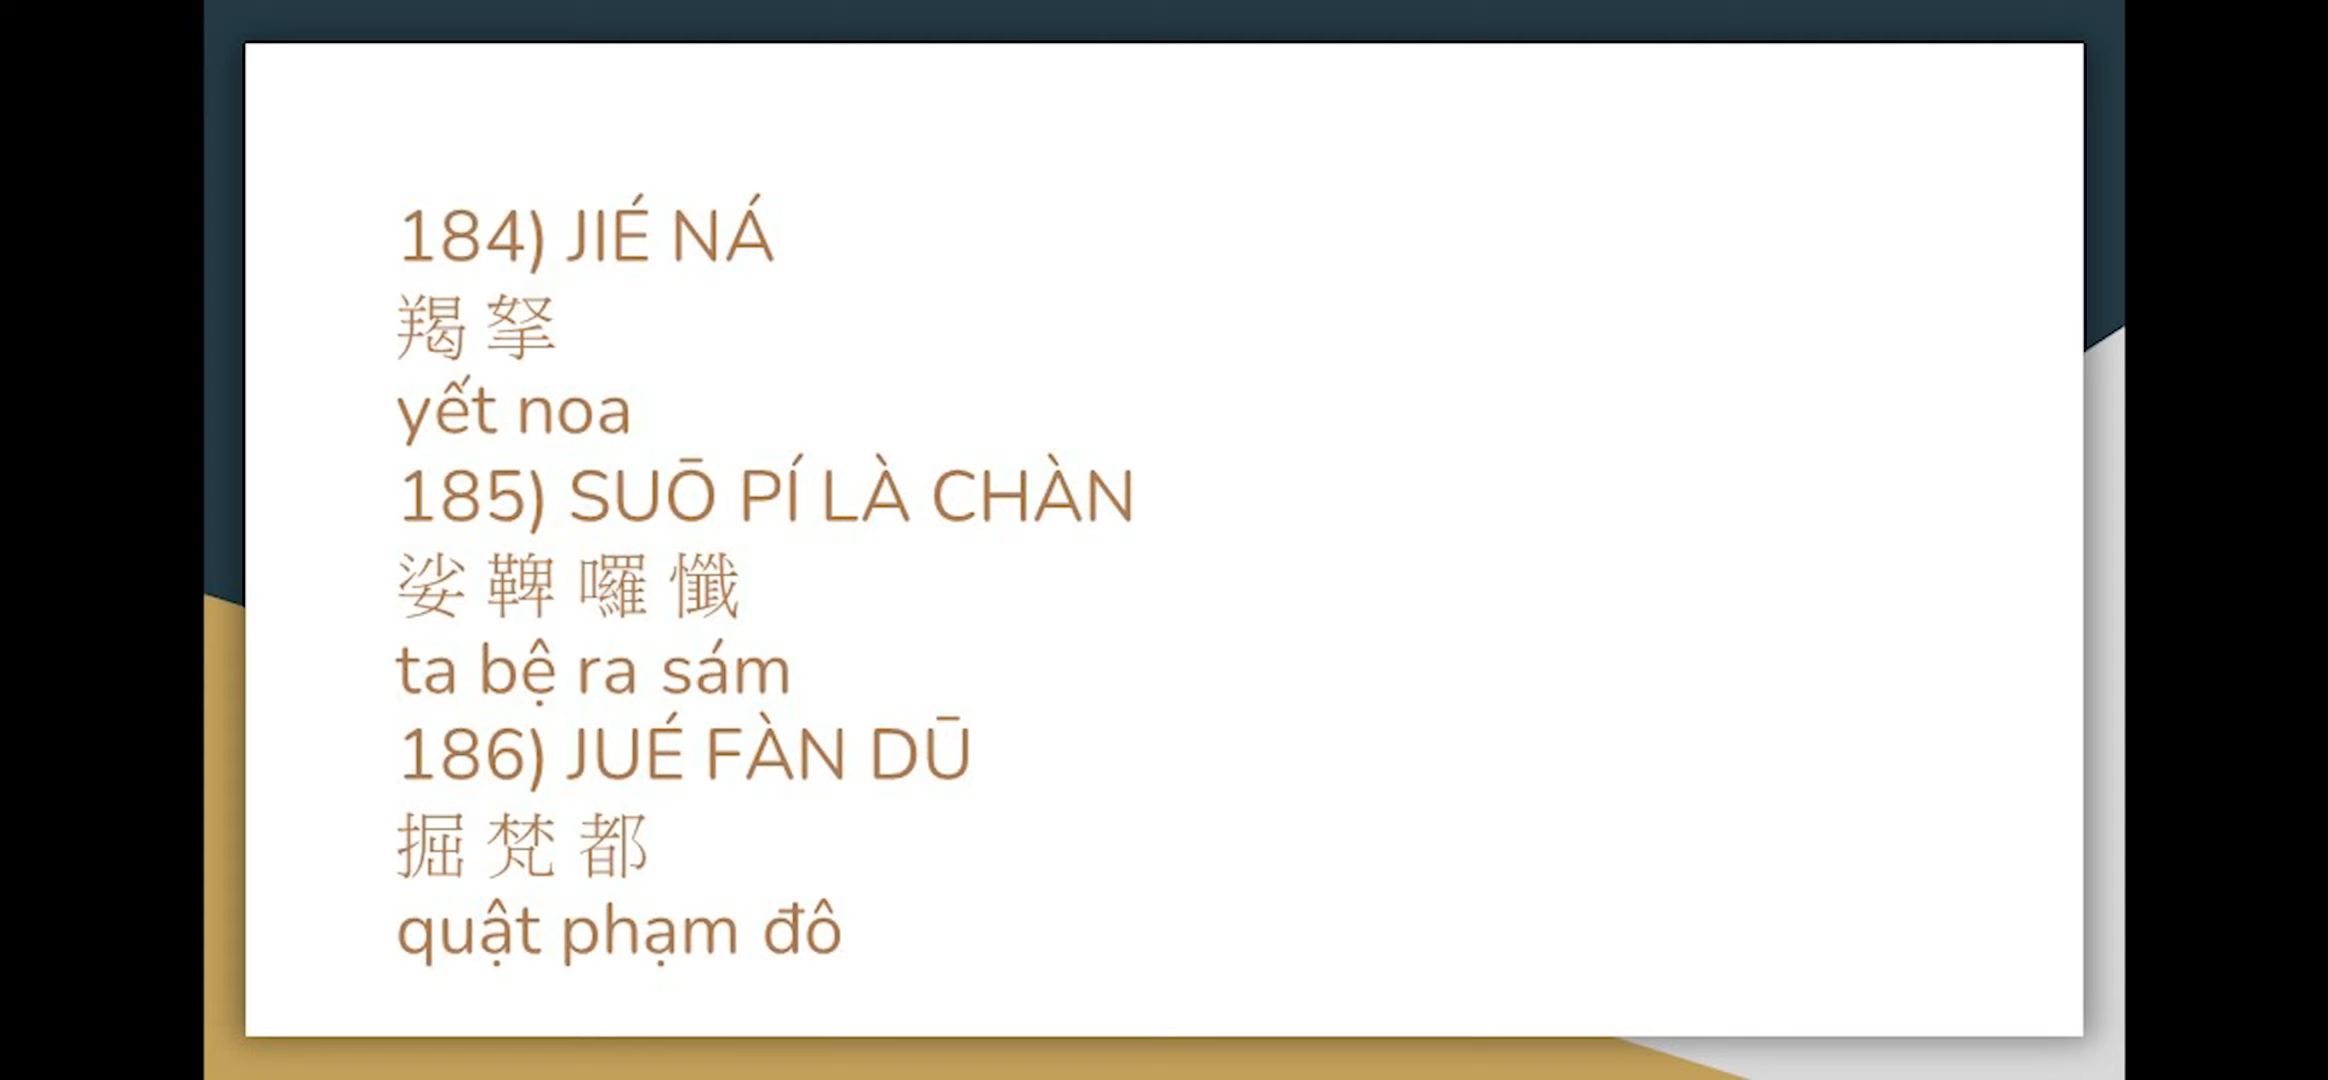 184) JIÉ NÁ
羯 拏
yết noa
185) SUŌ PÍ LÀ CHÀN
娑 鞞 囉 懺
ta bệ ra sám
186) JUÉ FÀN DŪ
掘 梵 都
quật phạm đô